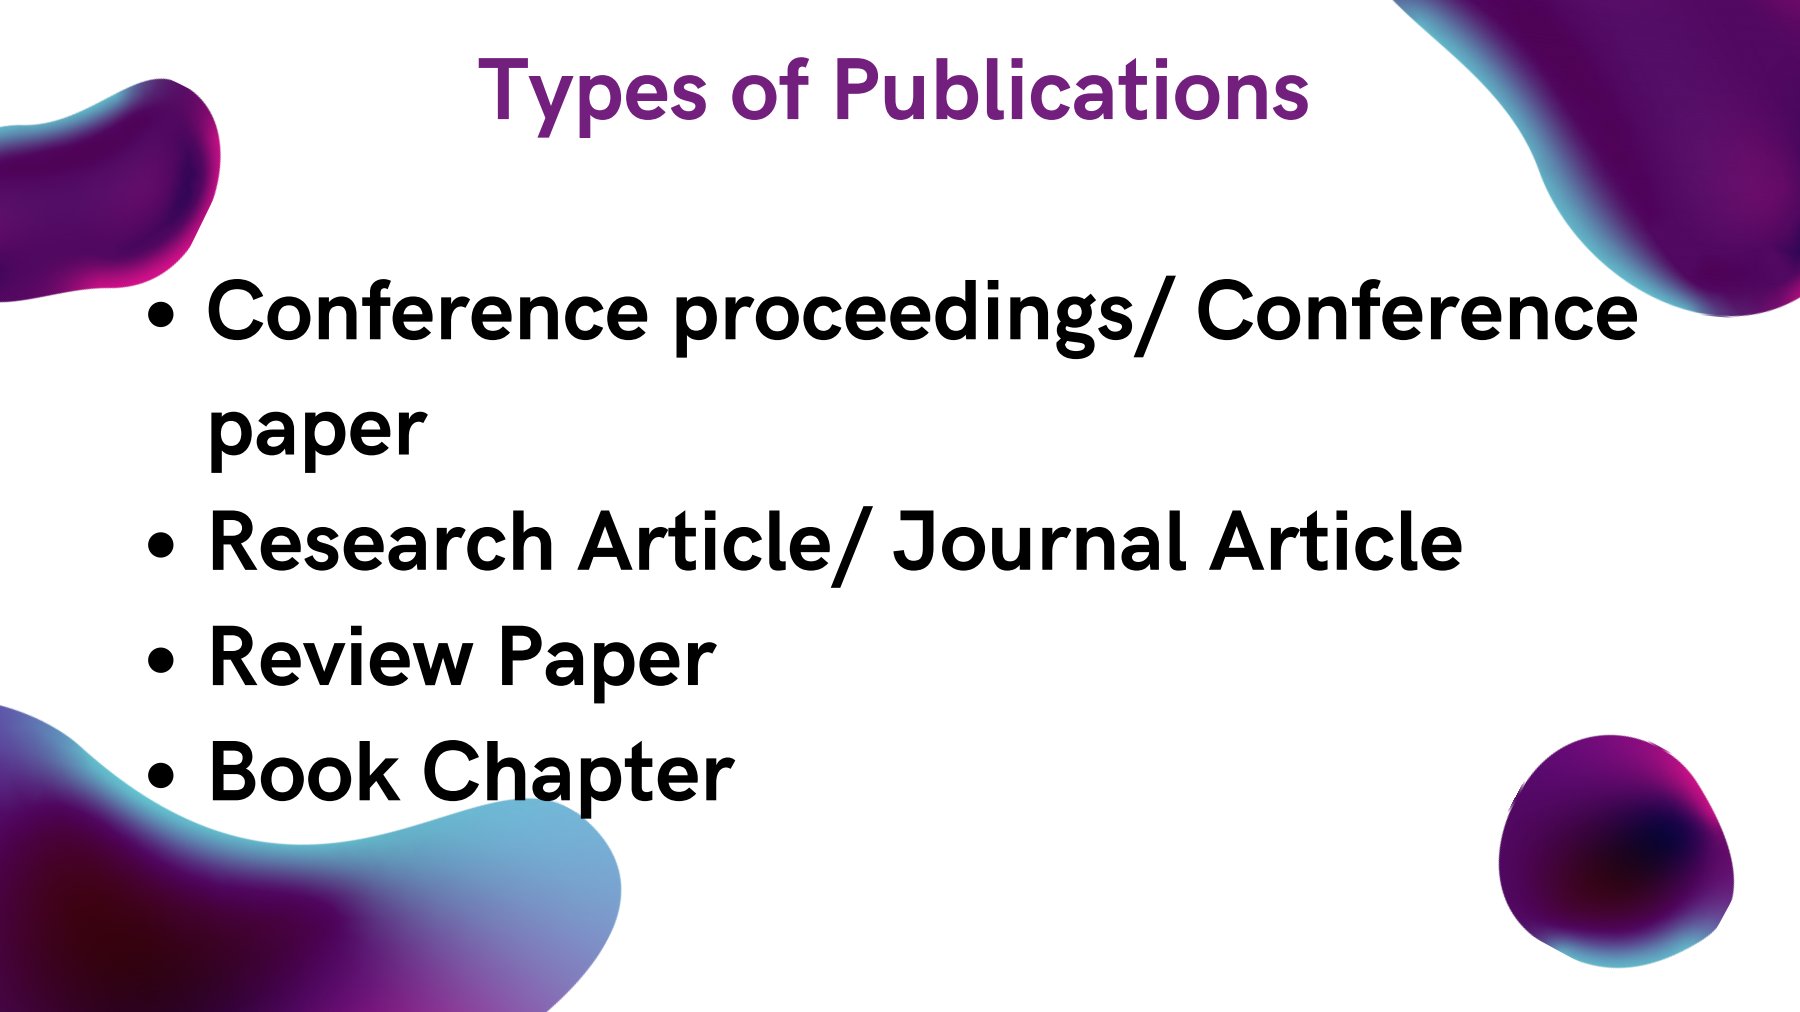 Types of Publications
• Conference proceedings/ Conference
paper
• Research Article/ Journal Article
• Review Paper
• Book Chapter